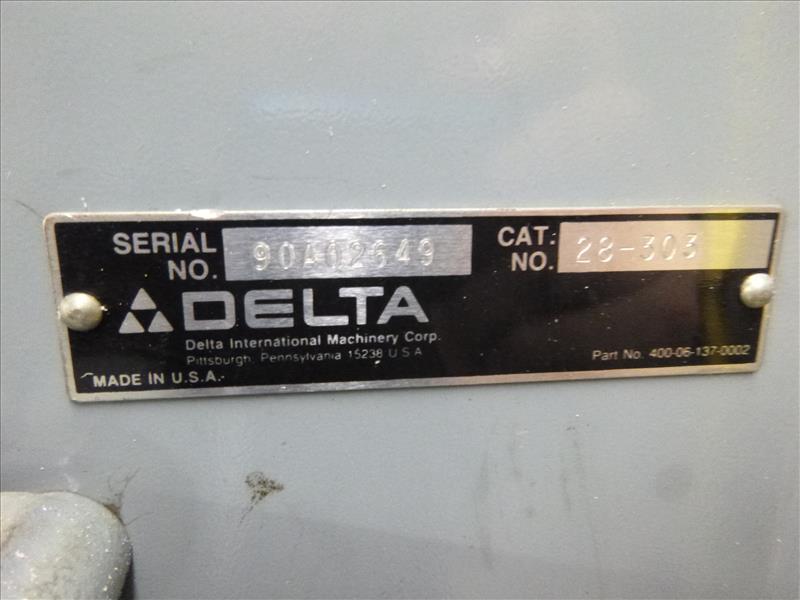 SERIAL NO. 90A02649
CAT. NO. 28-303
DELTA
Delta International Machinery Corp.
Pittsburgh, Pennsylvania 15238 U S A
Part No. 400-06-137-0002
MADE IN U.S.A.